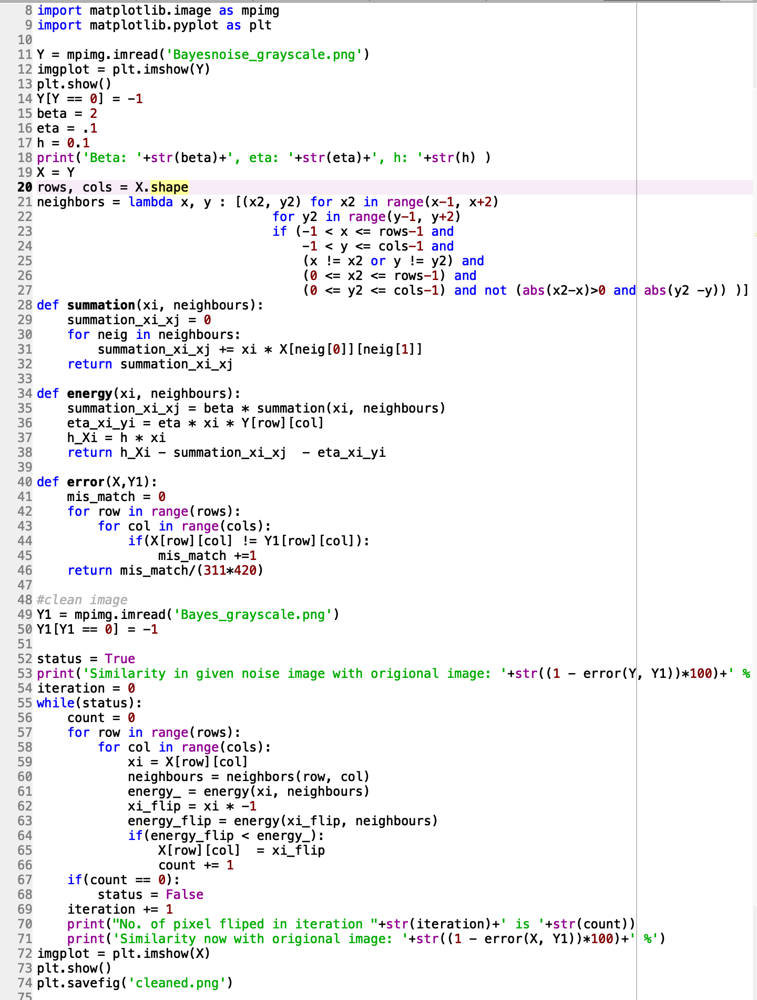 8 import matplotlib.image as mpimg
9 import matplotlib.pyplot as plt
10
11 Y = mpimg.imread('Bayesnoise_grayscale.png')
12 imgplot = plt.imshow(Y)
13 plt.show()
14 Y[Y == 0] = -1
15 beta = 2
16 eta = .1
17 h = 0.1
18 print('Beta: '+str(beta)+', eta: '+str(eta)+', h: '+str(h) )
19 X = Y
20 rows, cols = X.shape
21 neighbors = lambda x, y : [(x2, y2) for x2 in range(x-1, x+2)
22                                for y2 in range(y-1, y+2)
23                                if (-1 < x <= rows-1 and
24                                    -1 < y <= cols-1 and
25                                    (x != x2 or y != y2) and
26                                    (0 <= x2 <= rows-1) and
27                                    (0 <= y2 <= cols-1) and not (abs(x2-x)>0 and abs(y2 -y)) )]
28 def summation(xi, neighbours):
29     summation_xi_xj = 0
30     for neig in neighbours:
31         summation_xi_xj += xi * X[neig[0]][neig[1]]
32     return summation_xi_xj
33
34 def energy(xi, neighbours):
35     summation_xi_xj = beta * summation(xi, neighbours)
36     eta_xi_yi = eta * xi * Y[row][col]
37     h_Xi = h * xi
38     return h_Xi - summation_xi_xj  - eta_xi_yi
39
40 def error(X,Y1):
41     mis_match = 0
42     for row in range(rows):
43         for col in range(cols):
44             if(X[row][col] != Y1[row][col]):
45                 mis_match +=1
46     return mis_match/(311*420)
47
48 #clean image
49 Y1 = mpimg.imread('Bayes_grayscale.png')
50 Y1[Y1 == 0] = -1
51
52 status = True
53 print('Similarity in given noise image with origional image: '+str((1 - error(Y, Y1))*100)+' %
54 iteration = 0
55 while(status):
56     count = 0
57     for row in range(rows):
58         for col in range(cols):
59             xi = X[row][col]
60             neighbours = neighbors(row, col)
61             energy_ = energy(xi, neighbours)
62             xi_flip = xi * -1
63             energy_flip = energy(xi_flip, neighbours)
64             if(energy_flip < energy_):
65                 X[row][col]  = xi_flip
66                 count += 1
67     if(count == 0):
68         status = False
69     iteration += 1
70     print("No. of pixel fliped in iteration "+str(iteration)+' is '+str(count))
71     print('Similarity now with origional image: '+str((1 - error(X, Y1))*100)+' %')
72 imgplot = plt.imshow(X)
73 plt.show()
74 plt.savefig('cleaned.png')
75